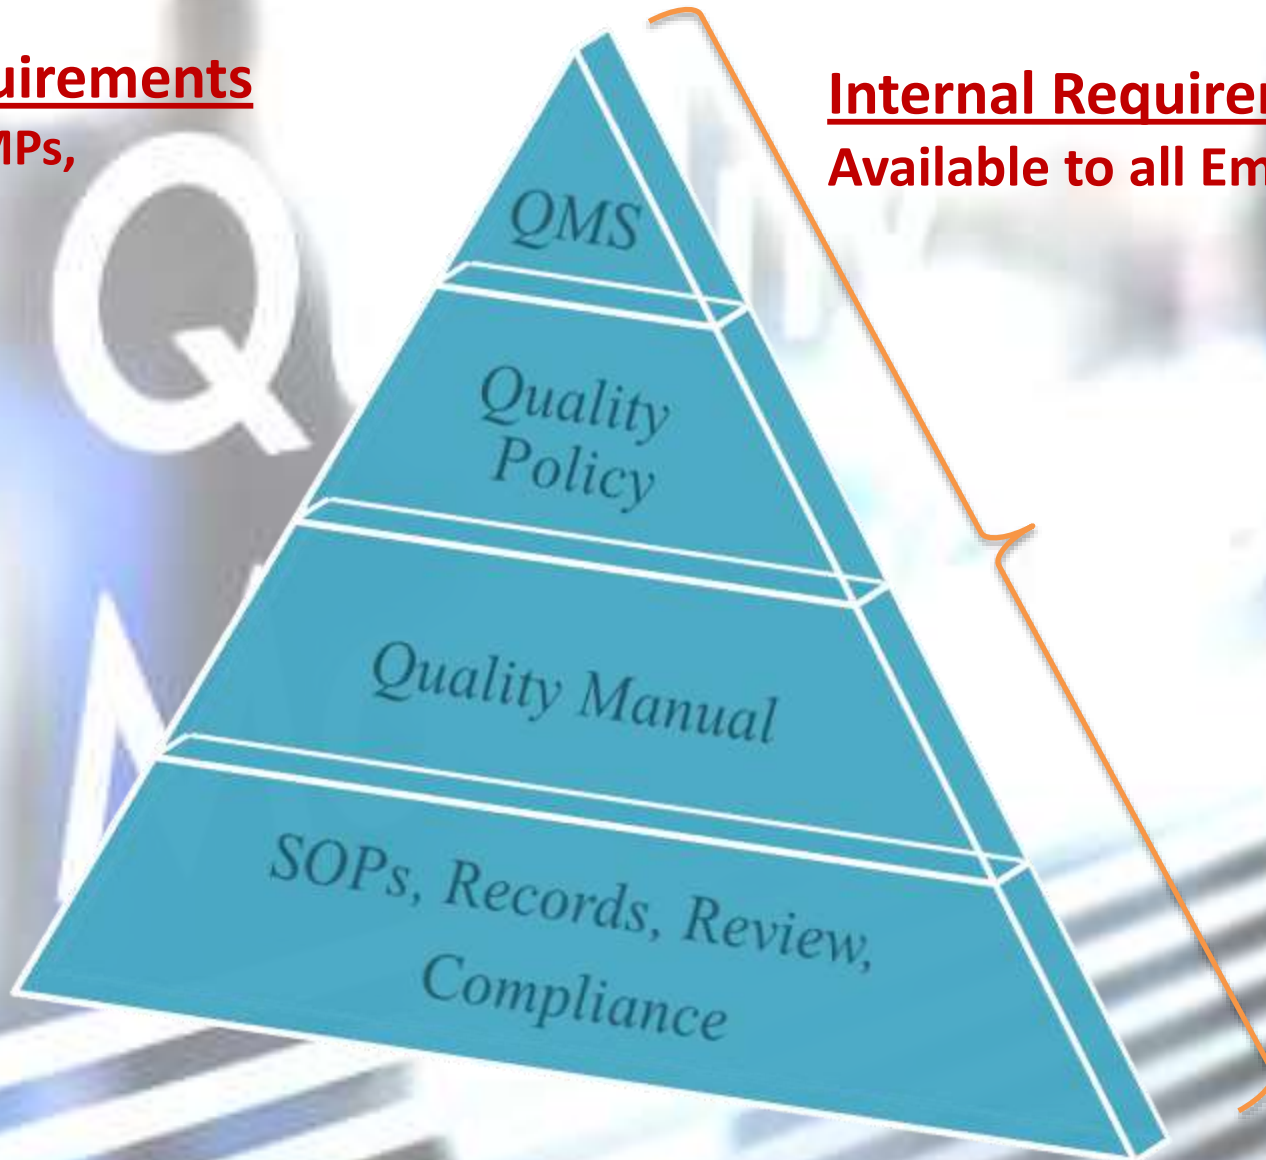 uirements
MPs,
Internal Requirer
Available to all Em
QMS
Quality
Policy
Quality Manual
SOPs, Records, Review,
Compliance